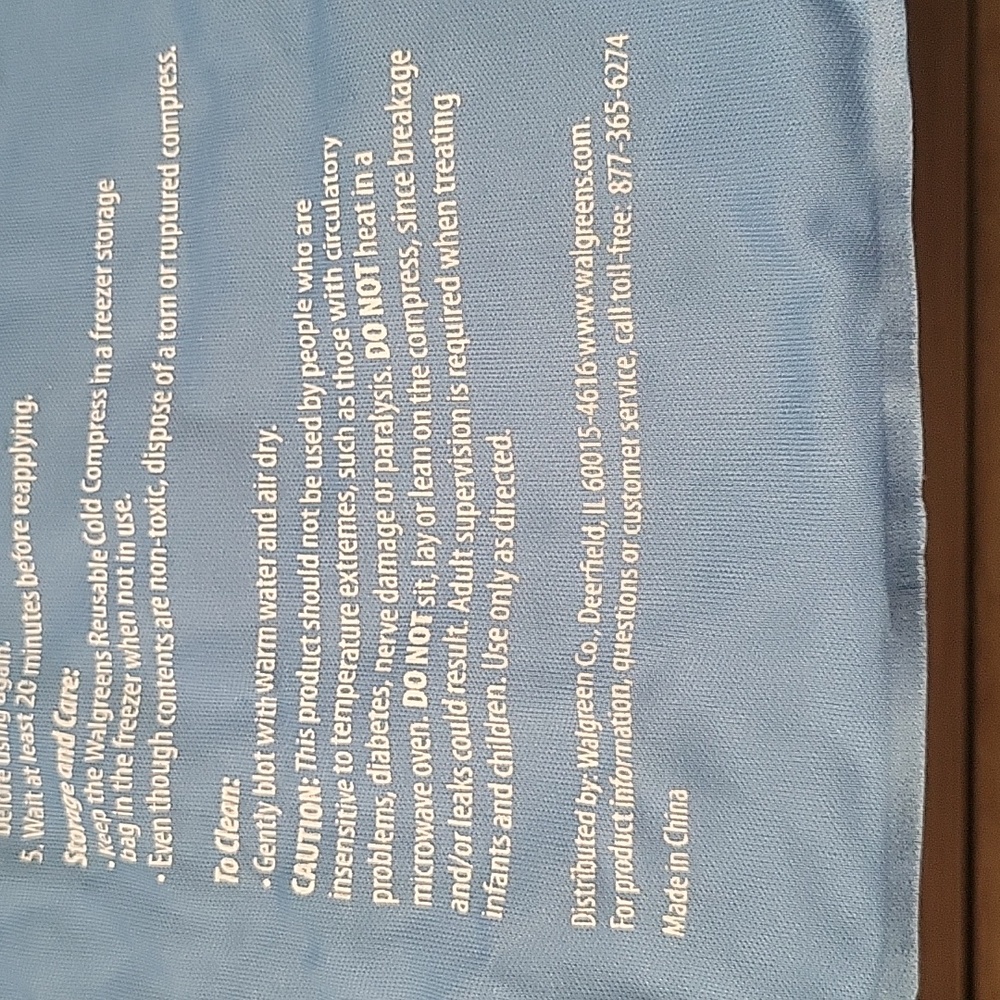 before using again.
5. Wait at least 20 minutes before reapplying.
Storage and Care:
• Keep the Walgreens Reusable Cold Compress in a freezer storage
bag in the freezer when not in use.
• Even though contents are non-toxic, dispose of a torn or ruptured compress.
To Clean:
• Gently blot with warm water and air dry.
CAUTION: This product should not be used by people who are
insensitive to temperature extremes, such as those with circulatory
problems, diabetes, nerve damage or paralysis. DO NOT heat in a
microwave oven. DO NOT sit, lay or lean on the compress, since breakage
and/or leaks could result. Adult supervision is required when treating
infants and children. Use only as directed.
Distributed by: Walgreen Co., Deerfield, IL 60015-4616 www.walgreens.com.
For product information, questions or customer service, call toll-free: 877-365-6274
Made in China